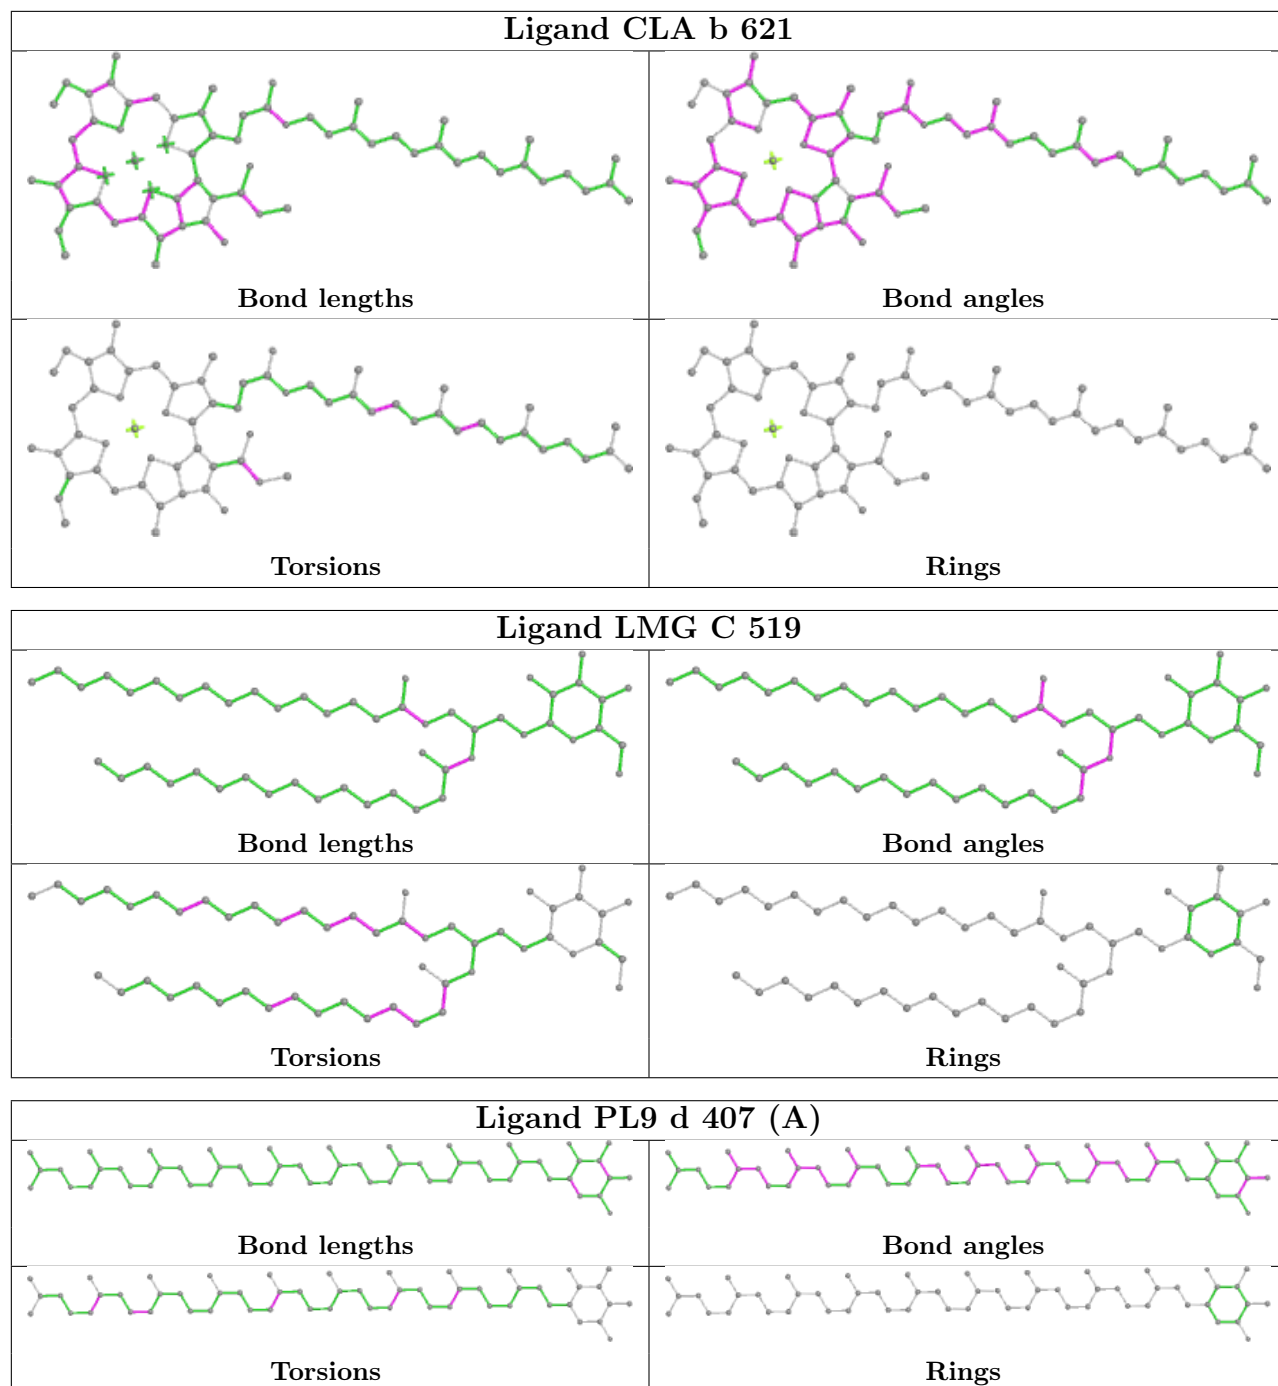 Ligand CLA b 621
Bond lengths
Bond angles
Torsions
Rings
Ligand LMG C 519
Bond lengths
Bond angles
Torsions
Rings
Ligand PL9 d 407 (A)
Bond lengths
Bond angles
Torsions
Rings